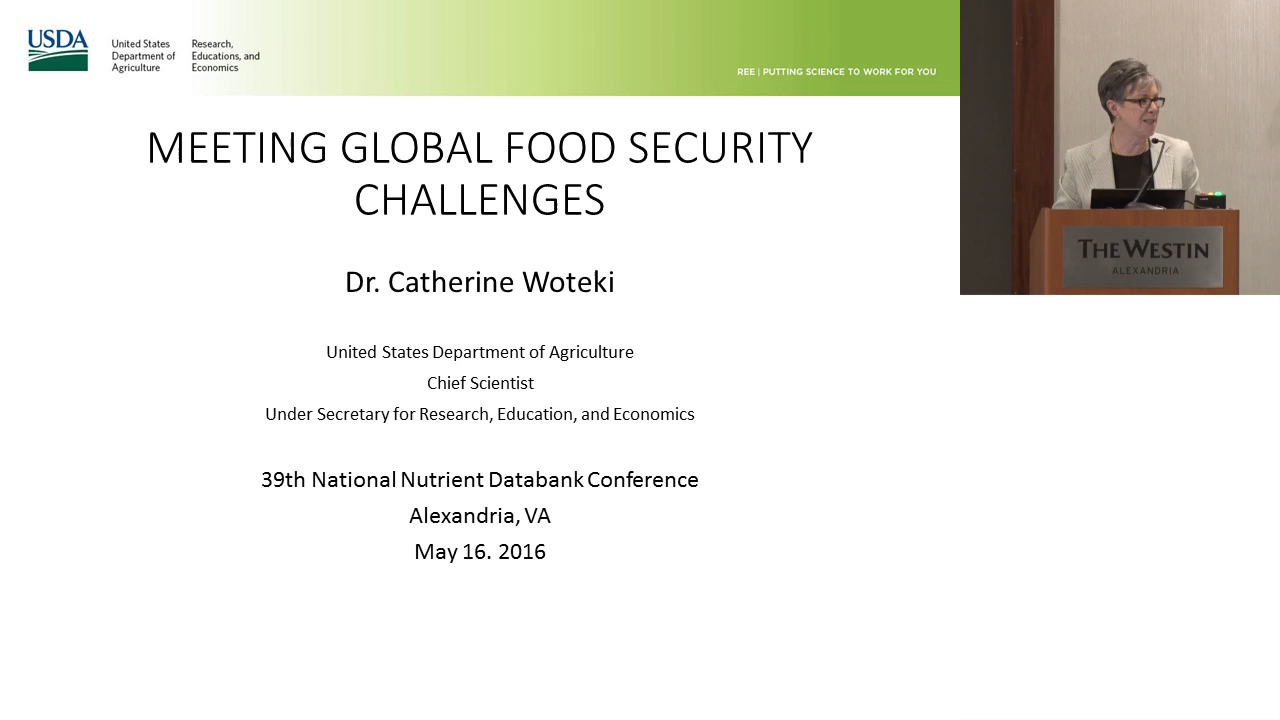 USDA
United States
Department of
Agriculture
Research,
Educations, and
Economics
REE | PUTTING SCIENCE TO WORK FOR YOU
MEETING GLOBAL FOOD SECURITY
CHALLENGES
Dr. Catherine Woteki
United States Department of Agriculture
Chief Scientist
Under Secretary for Research, Education, and Economics
39th National Nutrient Databank Conference
Alexandria, VA
May 16. 2016
THE WESTIN
ALEXANDRIA